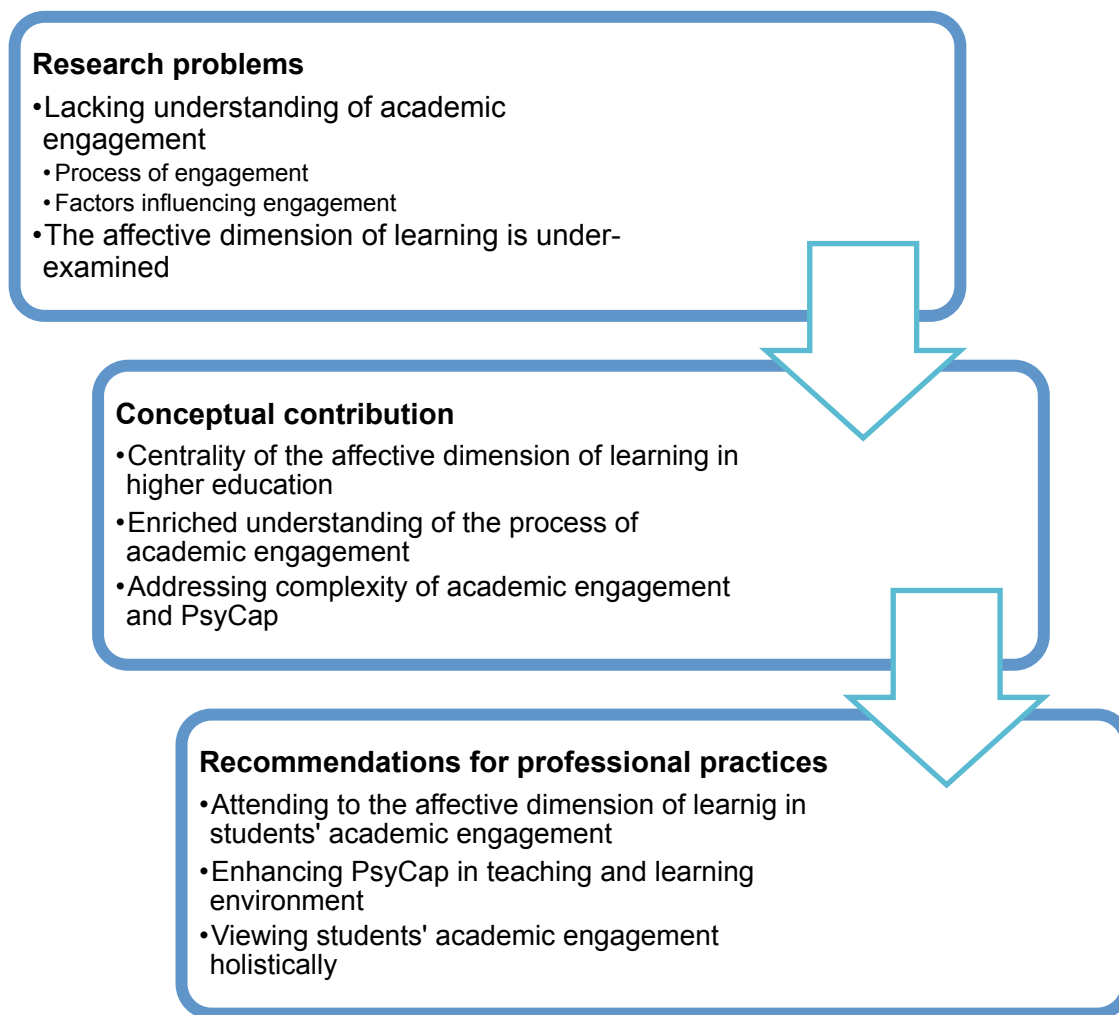 Research problems
•Lacking understanding of academic
engagement
•Process of engagement
•Factors influencing engagement
•The affective dimension of learning is under-
examined
Conceptual contribution
•Centrality of the affective dimension of learning in
higher education
•Enriched understanding of the process of
academic engagement
•Addressing complexity of academic engagement
and PsyCap
Recommendations for professional practices
•Attending to the affective dimension of learnig in
students' academic engagement
•Enhancing PsyCap in teaching and learning
environment
•Viewing students' academic engagement
holistically